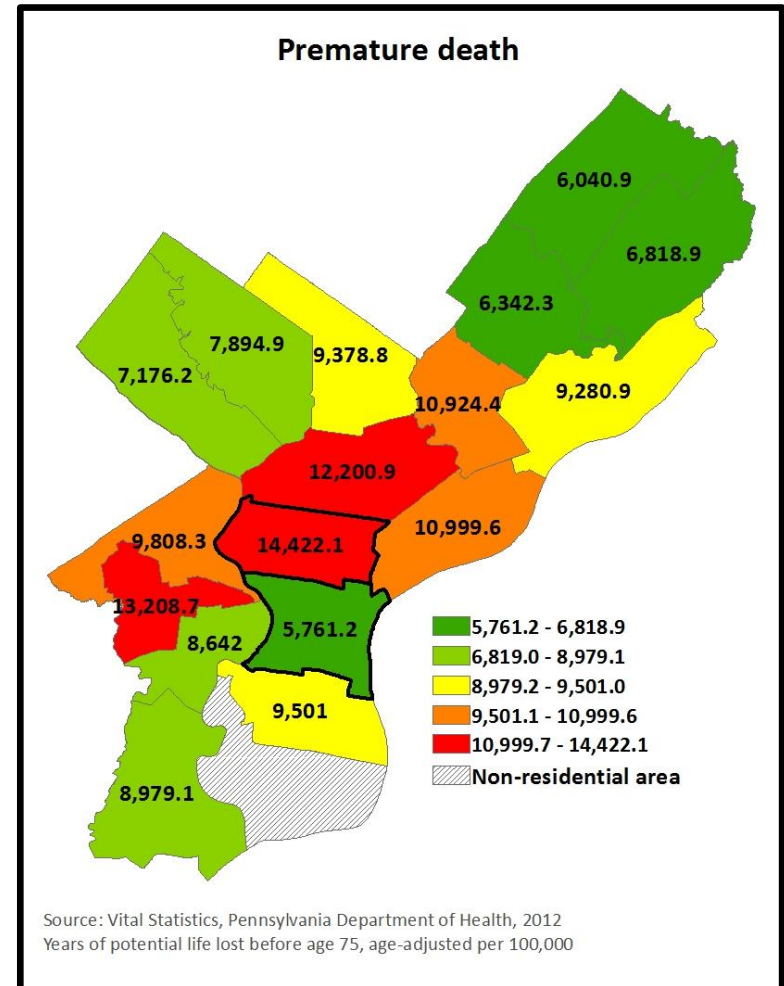 Premature death
6,040.9
6,818.9
6,342.3
7,894.9
9,378.8
7,176.2
9,280.9
10,924.4
12,200.9
10,999.6
9,808.3
14,422.1
13,208.7
5,761.2
8,642
9,501
8,979.1
5,761.2 - 6,818.9
6,819.0 - 8,979.1
8,979.2 - 9,501.0
9,501.1 - 10,999.6
10,999.7 - 14,422.1
Non-residential area
Source: Vital Statistics, Pennsylvania Department of Health, 2012
Years of potential life lost before age 75, age-adjusted per 100,000